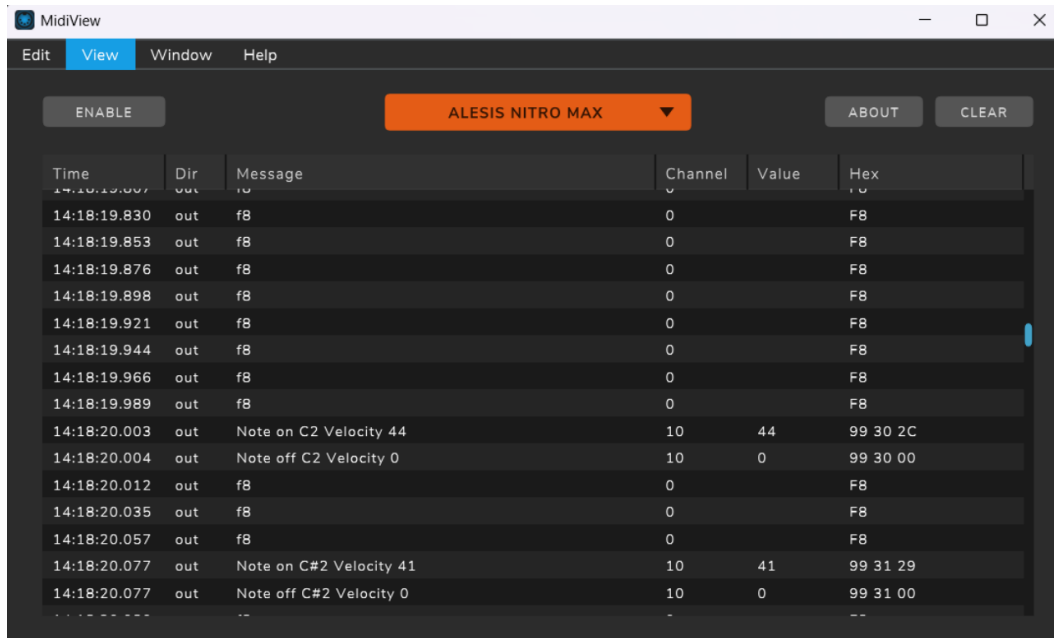 MidiView
Edit View Window Help
ENABLE ALESIS NITRO MAX ABOUT CLEAR
Time Dir Message Channel Value Hex
14:18:19.830 out f8 0 F8
14:18:19.853 out f8 0 F8
14:18:19.876 out f8 0 F8
14:18:19.898 out f8 0 F8
14:18:19.921 out f8 0 F8
14:18:19.944 out f8 0 F8
14:18:19.966 out f8 0 F8
14:18:19.989 out f8 0 F8
14:18:20.003 out Note on C2 Velocity 44 10 44 99 30 2C
14:18:20.004 out Note off C2 Velocity 0 10 0 99 30 00
14:18:20.012 out f8 0 F8
14:18:20.035 out f8 0 F8
14:18:20.057 out f8 0 F8
14:18:20.077 out Note on C#2 Velocity 41 10 41 99 31 29
14:18:20.077 out Note off C#2 Velocity 0 10 0 99 31 00